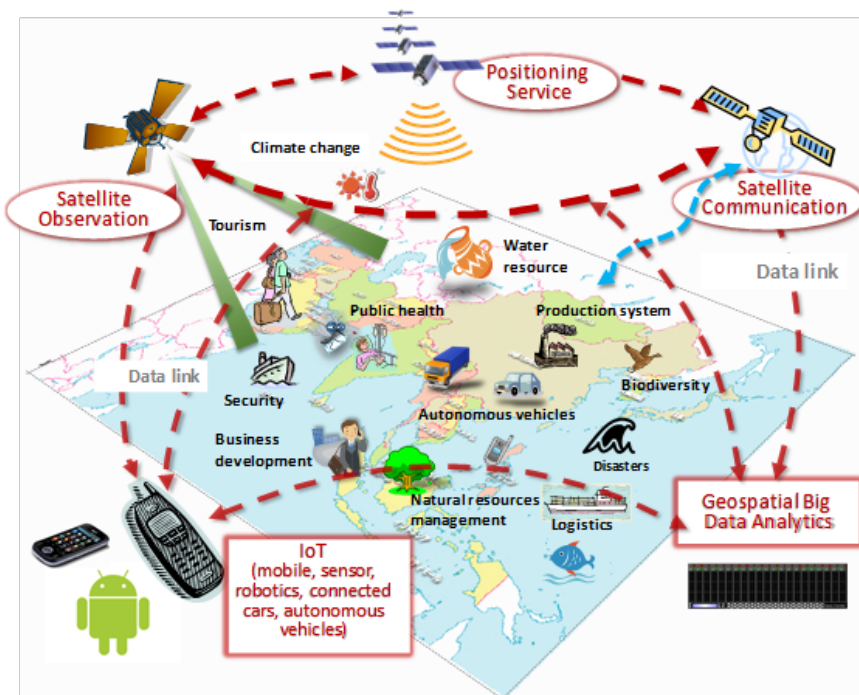 Positioning
Service
Climate change
Satellite
Observation
Satellite
Communication
Tourism
Water
resource
Data link
Public health
Production system
Data link
Security
Biodiversity
Autonomous vehicles
Business
development
Disasters
Natural resources
management
Logistics
Geospatial Big
Data Analytics
IoT
(mobile, sensor,
robotics, connected
cars, autonomous
vehicles)